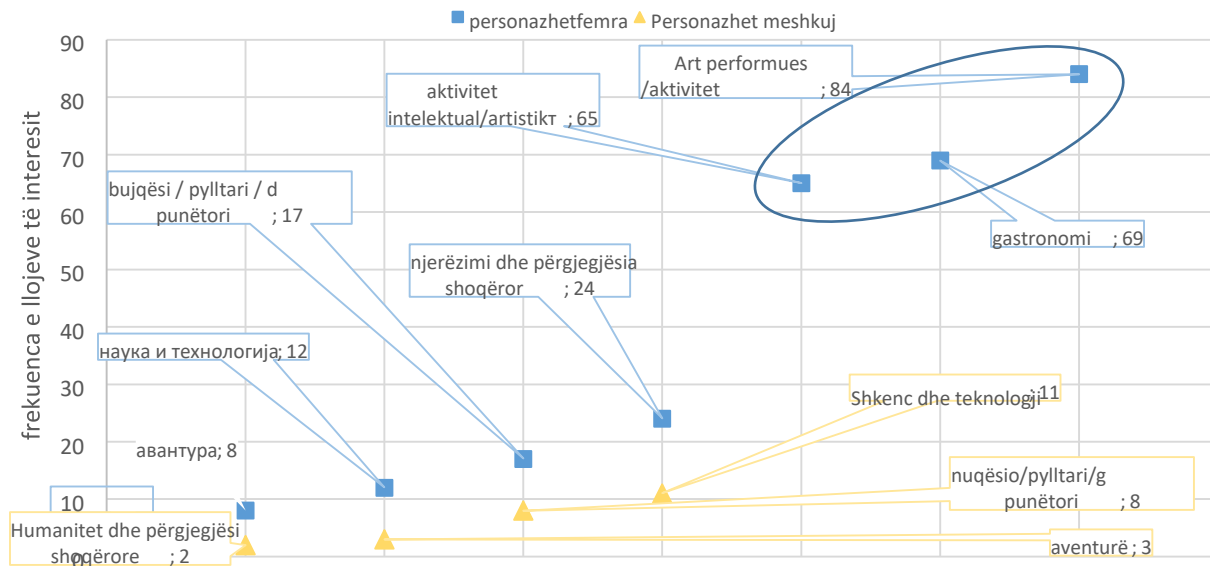 personazhetfemra Personazhet meshkuj
frekuenca e llojeve të interesit
90
80
70
60
50
40
30
20
10
0
Art performues
/aktivitet ; 84
aktivitet
intelektual/artistikт ; 65
bujqësi / pylltari / d
punëtori ; 17
gastronomi ; 69
njerëzimi dhe përgjegjësia
shoqëror ; 24
наука и технологија; 12
Shkenc dhe teknologji; 11
авантура; 8
nuqësio/pylltari/g
punëtori ; 8
Humanitet dhe përgjegjësi
shoqërore ; 2
aventurë ; 3